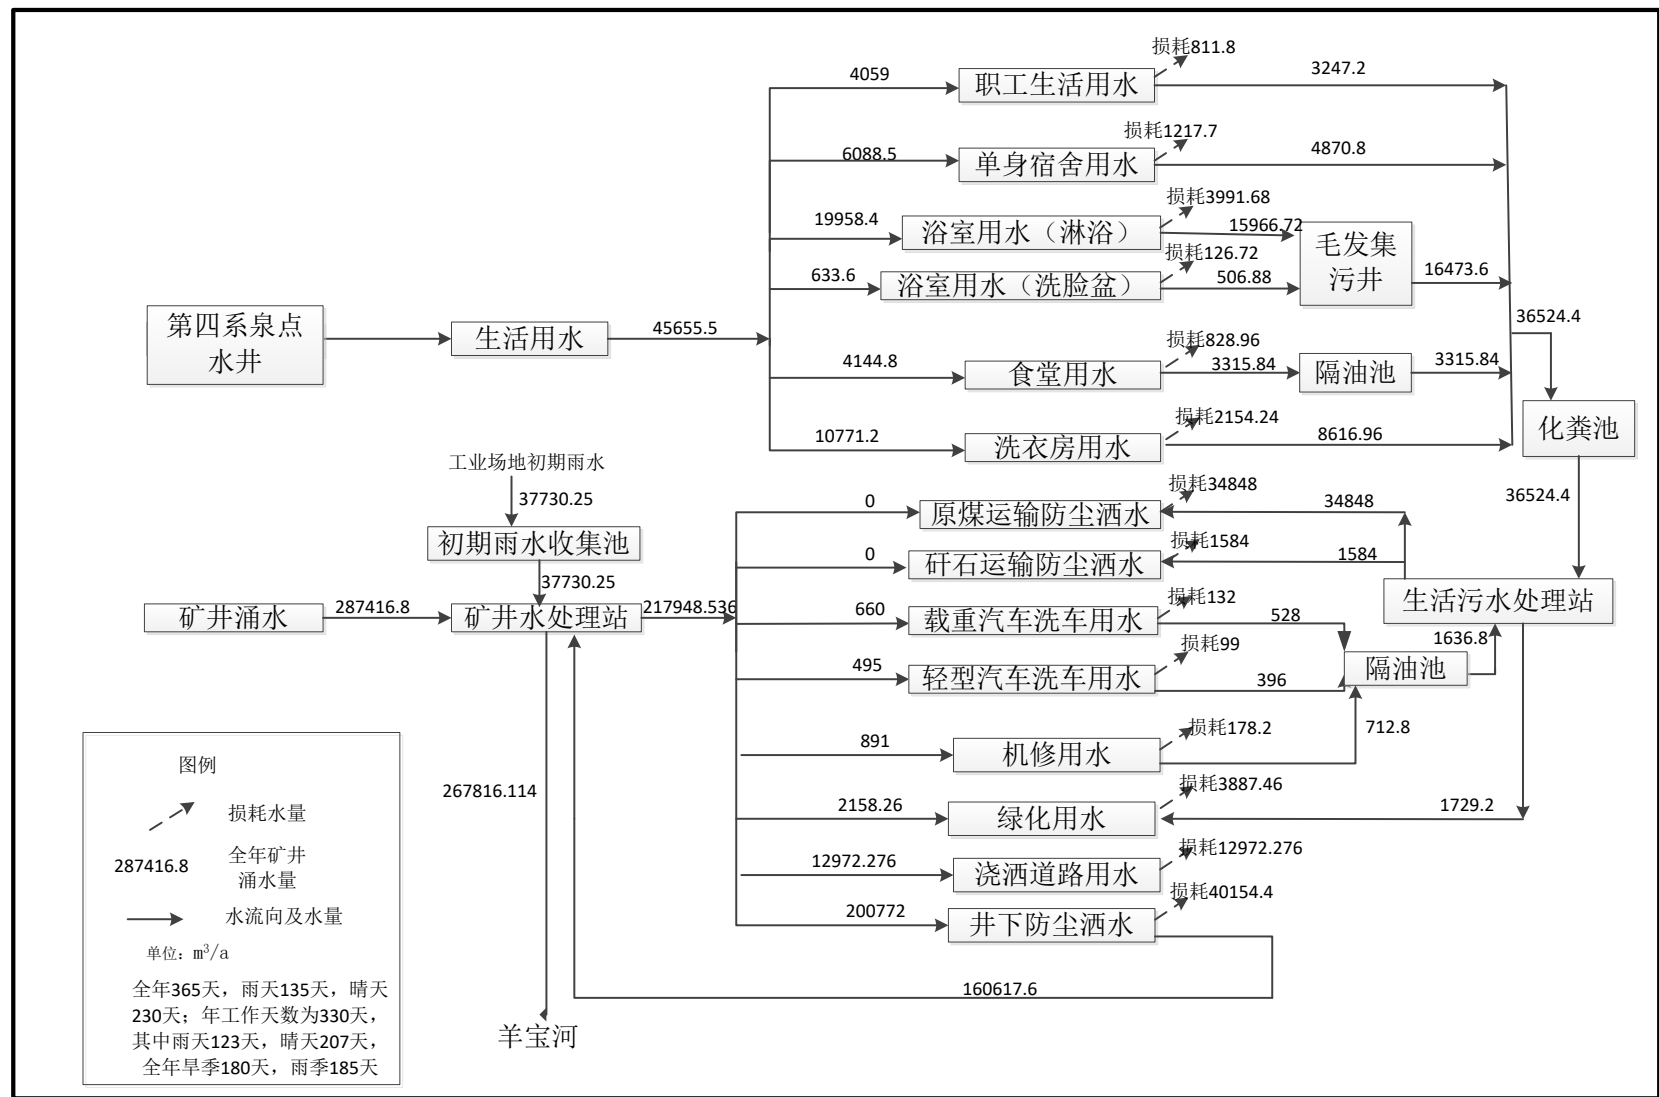 损耗811.8
4059
职工生活用水
3247.2
损耗1217.7
6088.5
单身宿舍用水
4870.8
损耗3991.68
19958.4
浴室用水（淋浴）
15966.72
损耗126.72
633.6
浴室用水（洗脸盆）
506.88
毛发集
污井
16473.6
第四系泉点
水井
生活用水
45655.5
36524.4
损耗828.96
4144.8
食堂用水
3315.84
隔油池
3315.84
损耗2154.24
10771.2
洗衣房用水
8616.96
化粪池
36524.4
工业场地初期雨水
37730.25
初期雨水收集池
37730.25
损耗34848
0
原煤运输防尘洒水
34848
损耗1584
0
矸石运输防尘洒水
1584
生活污水处理站
矿井涌水
287416.8
矿井水处理站
217948.536
损耗132
660
载重汽车洗车用水
528
1636.8
损耗99
495
轻型汽车洗车用水
396
隔油池
712.8
损耗178.2
891
机修用水
267816.114
损耗3887.46
2158.26
绿化用水
1729.2
损耗12972.276
12972.276
浇洒道路用水
损耗40154.4
200772
井下防尘洒水
160617.6
羊宝河
图例
损耗水量
287416.8
全年矿井
涌水量
水流向及水量
单位：m³/a
全年365天，雨天135天，晴天
230天；年工作天数为330天，
其中雨天123天，晴天207天，
全年旱季180天，雨季185天